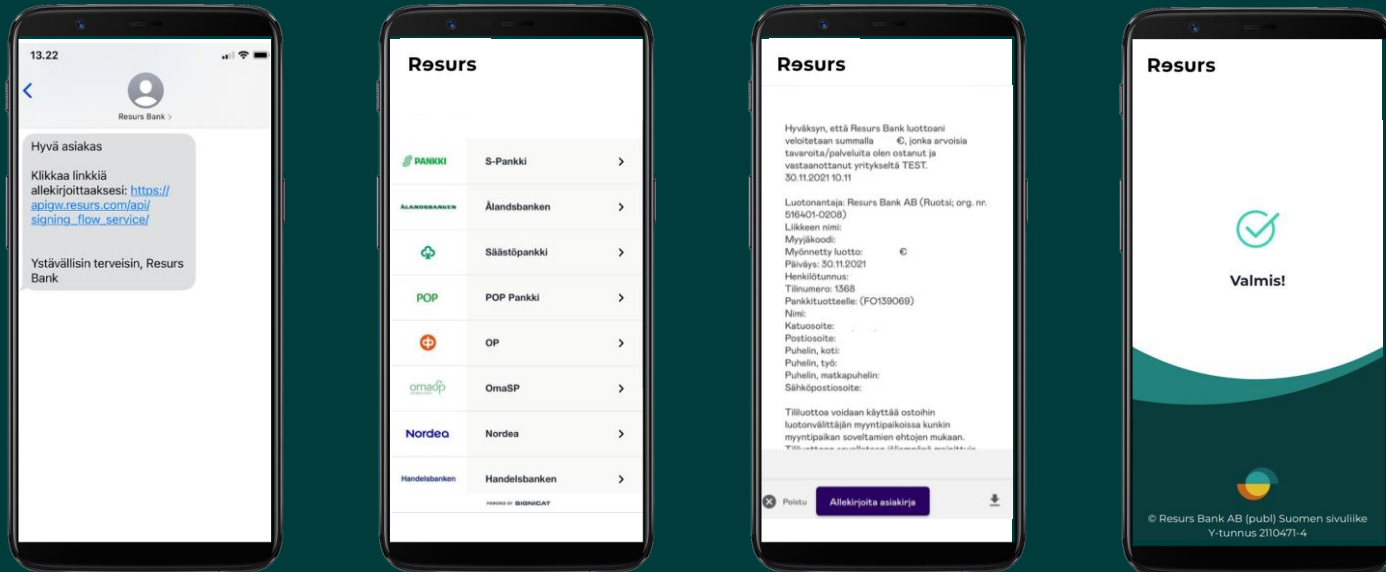 13.22
Resurs Bank >
Hyvä asiakas
Klikkaa linkkiä
allekirjoittaaksesi: https://
apigw.resurs.com/api/
signing_flow_service/
Ystävällisin terveisin, Resurs
Bank
Resurs
PANKKI S-Pankki
ÅLANDSBANKEN Ålandsbanken
Säästöpankki
POP POP Pankki
OP
omasp OmaSP
Nordea Nordea
Handelsbanken Handelsbanken
POWERED BY SIGNICAT
Resurs
Hyväksyn, että Resurs Bank luottoani
veloitetaan summalla €, jonka arvoisia
tavaroita/palveluita olen ostanut ja
vastaanottanut yritykseltä TEST.
30.11.2021 10.11
Luotonantaja: Resurs Bank AB (Ruotsi; org. nr.
516401-0208)
Liikkeen nimi:
Myyjäkoodi:
Myönnetty luotto: €
Päiväys: 30.11.2021
Henkilötunnus:
Tilinumero: 1368
Pankkituotteelle: (FO139069)
Nimi:
Katuosoite:
Postiosoite:
Puhelin, koti:
Puhelin, työ:
Puhelin, matkapuhelin:
Sähköpostiosoite:
Tililuottoa voidaan käyttää ostoihin
luotonvälittäjän myyntipaikoissa kunkin
myyntipaikan soveltamien ehtojen mukaan.
Poistu
Allekirjoita asiakirja
Resurs
Valmis!
© Resurs Bank AB (publ) Suomen sivuliike
Y-tunnus 2110471-4